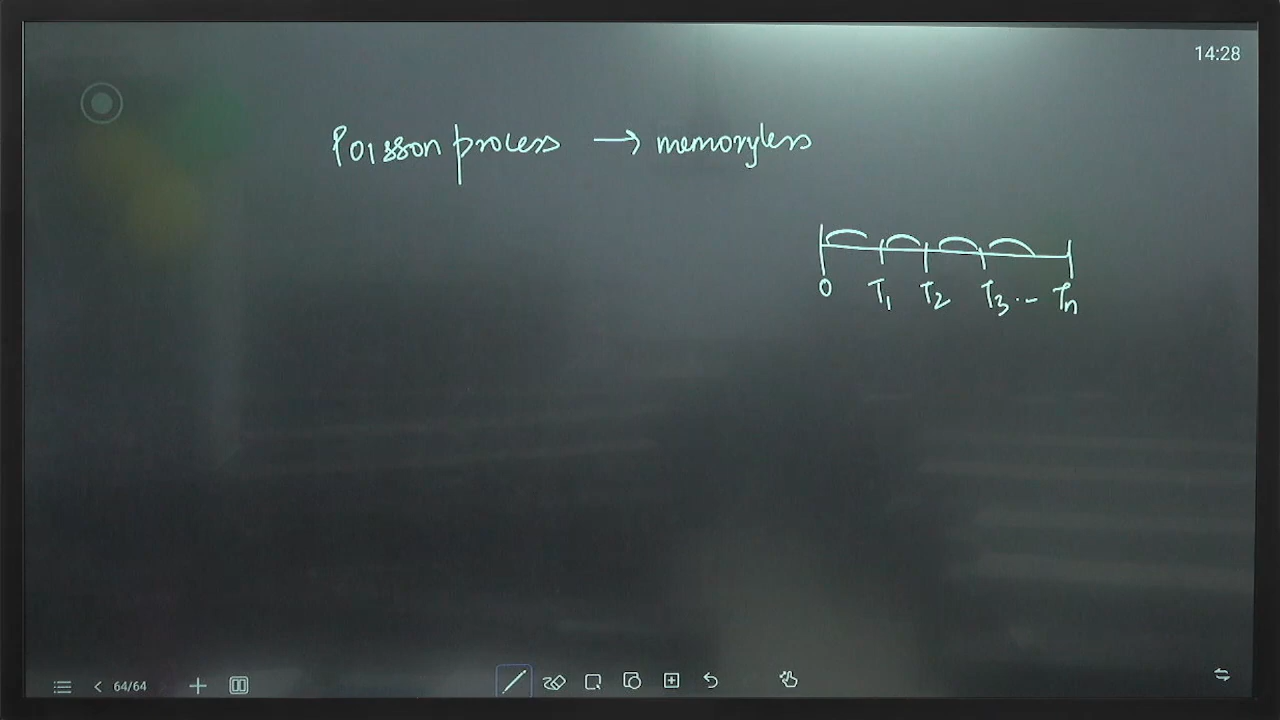 14:28
Poisson process → memoryless
0 T₁ T₂ T₃ .. - Tₙ
64/64